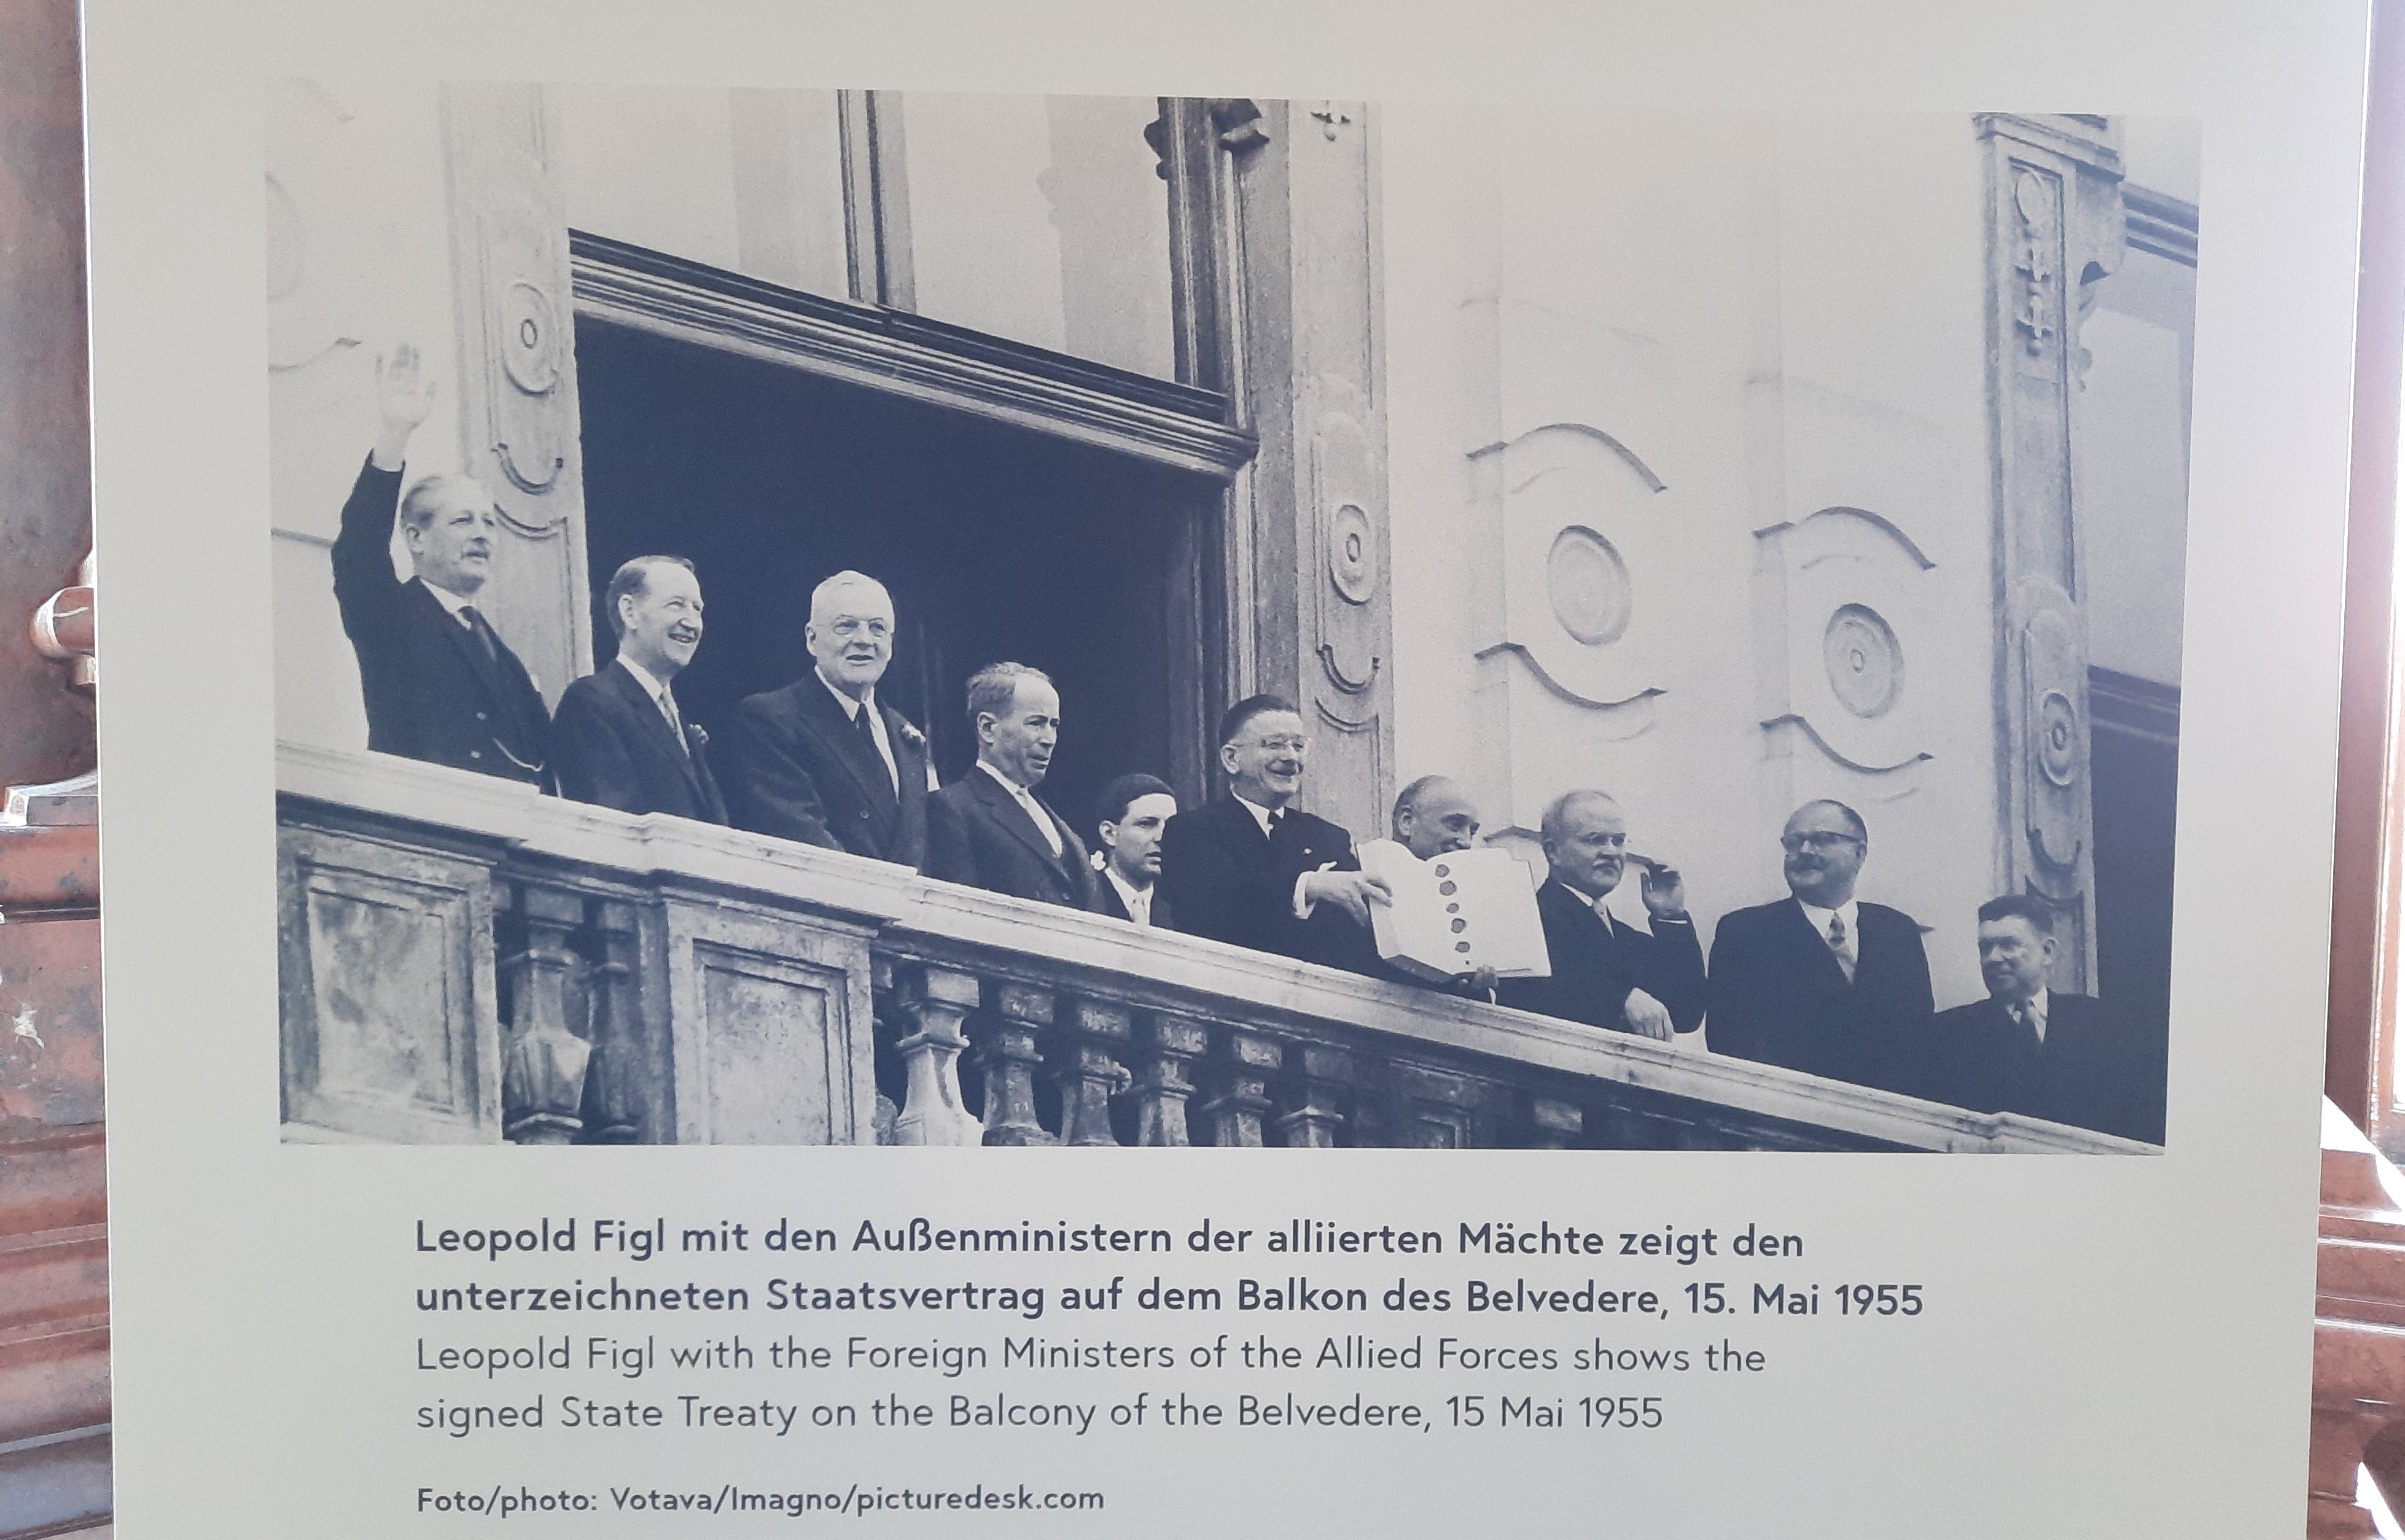 Leopold Figl mit den Außenministern der alliierten Mächte zeigt den
unterzeichneten Staatsvertrag auf dem Balkon des Belvedere, 15. Mai 1955
Leopold Figl with the Foreign Ministers of the Allied Forces shows the
signed State Treaty on the Balcony of the Belvedere, 15 Mai 1955
Foto/photo: Votava/Imagno/picturedesk.com